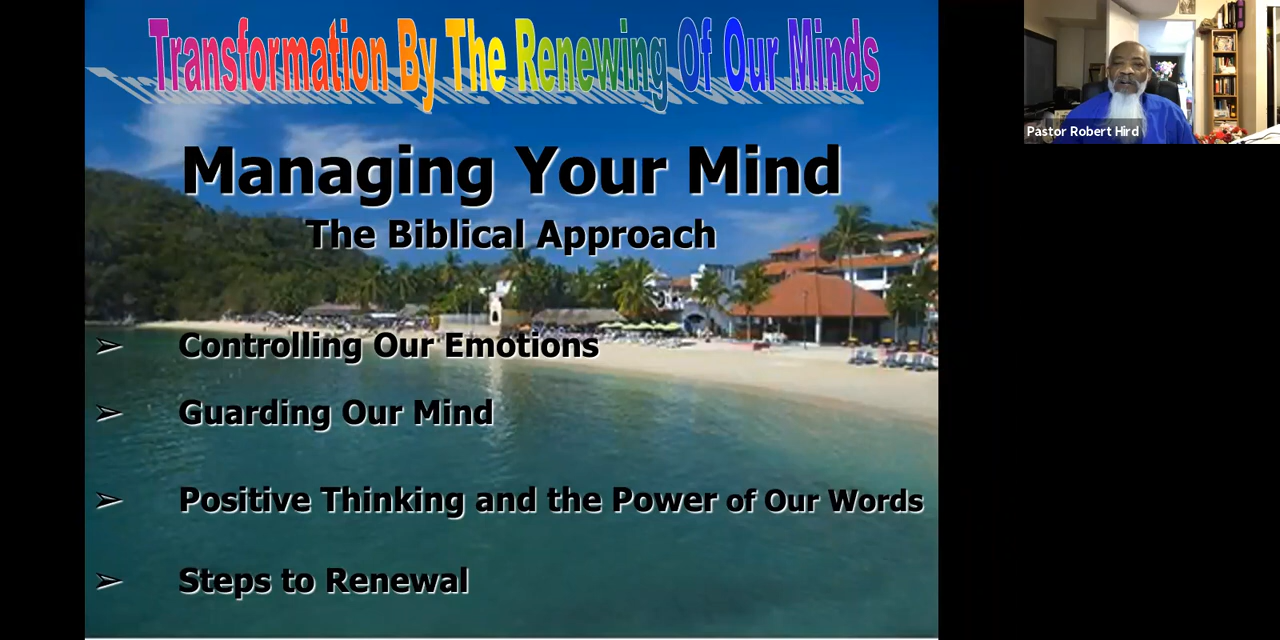 Transformation By The Renewing Of Our Minds
Managing Your Mind
The Biblical Approach
➢ Controlling Our Emotions
➢ Guarding Our Mind
➢ Positive Thinking and the Power of Our Words
➢ Steps to Renewal
Pastor Robert Hird